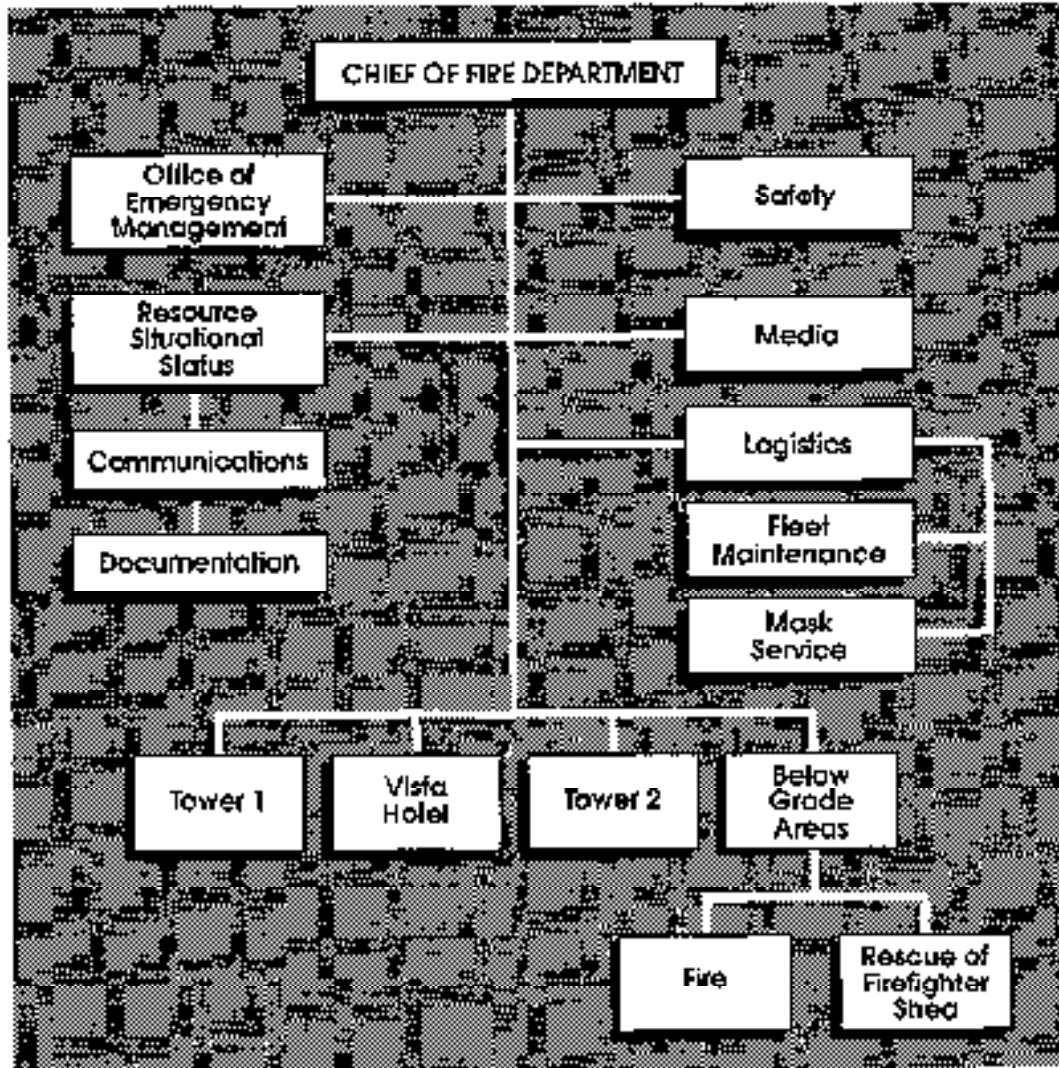 CHIEF OF FIRE DEPARTMENT
Office of
Emergency
Management
Safety
Resource
Situational
Status
Media
Communications
Logistics
Documentation
Fleet
Maintenance
Mask
Service
Tower 1
Vista
Hotel
Tower 2
Below
Grade
Areas
Fire
Rescue of
Firefighter
Shed